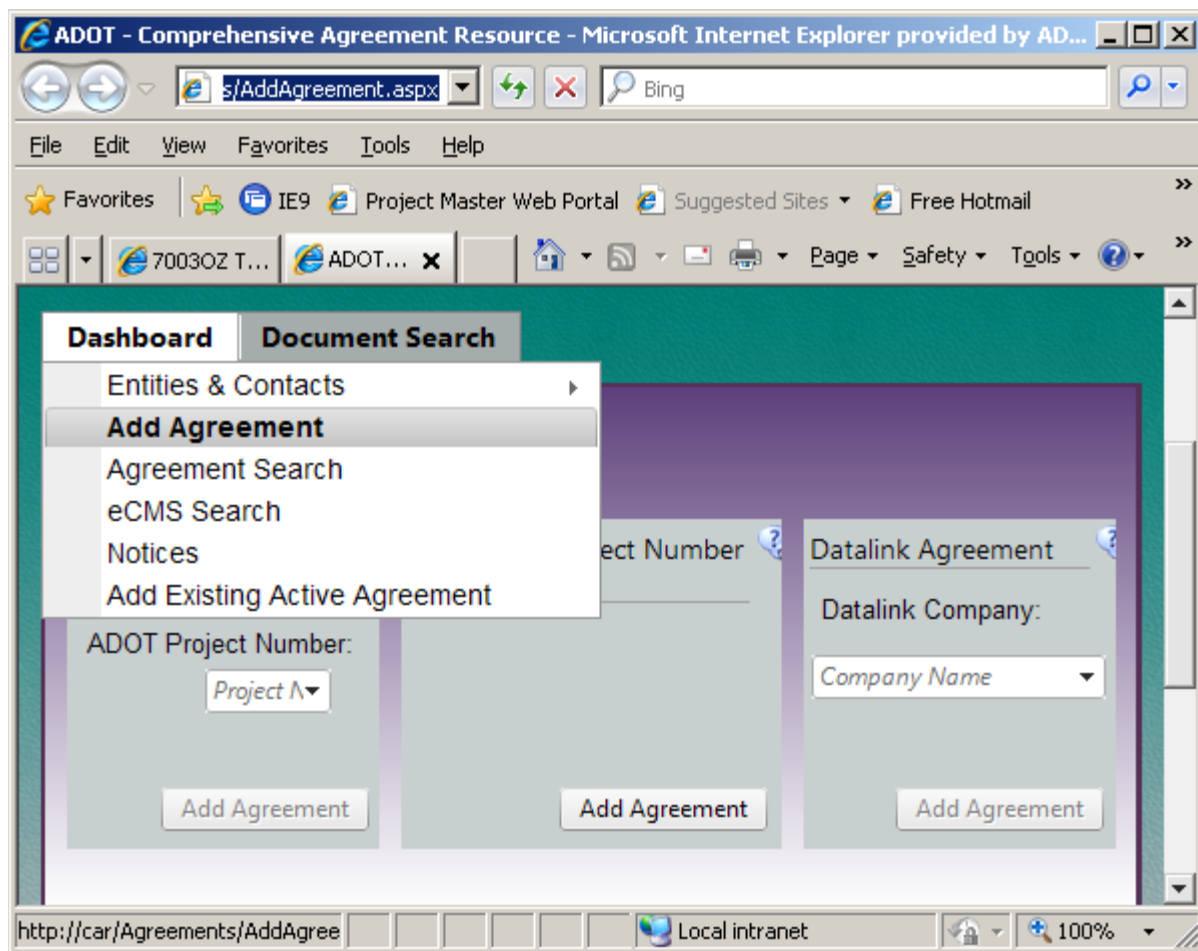 ADOT - Comprehensive Agreement Resource - Microsoft Internet Explorer provided by AD...
s/AddAgreement.aspx
Bing
File Edit View Favorites Tools Help
Favorites IE9 Project Master Web Portal Suggested Sites Free Hotmail »
7003OZ T... ADOT... Page Safety Tools »
Dashboard Document Search
Entities & Contacts
Add Agreement
Agreement Search
eCMS Search
Notices
Add Existing Active Agreement
ect Number
Datalink Agreement
Datalink Company:
ADOT Project Number:
Project N
Company Name
Add Agreement Add Agreement Add Agreement
http://car/Agreements/AddAgree Local intranet 100%